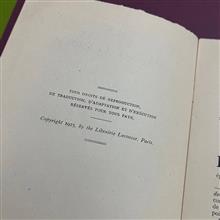 TOUS DROITS DE REPRODUCTION,
DE TRADUCTION, D'ADAPTATION ET D'EXÉCUTION
RÉSERVÉS POUR TOUS PAYS.
Copyright 1925, by the Librairie Larousse, Paris.